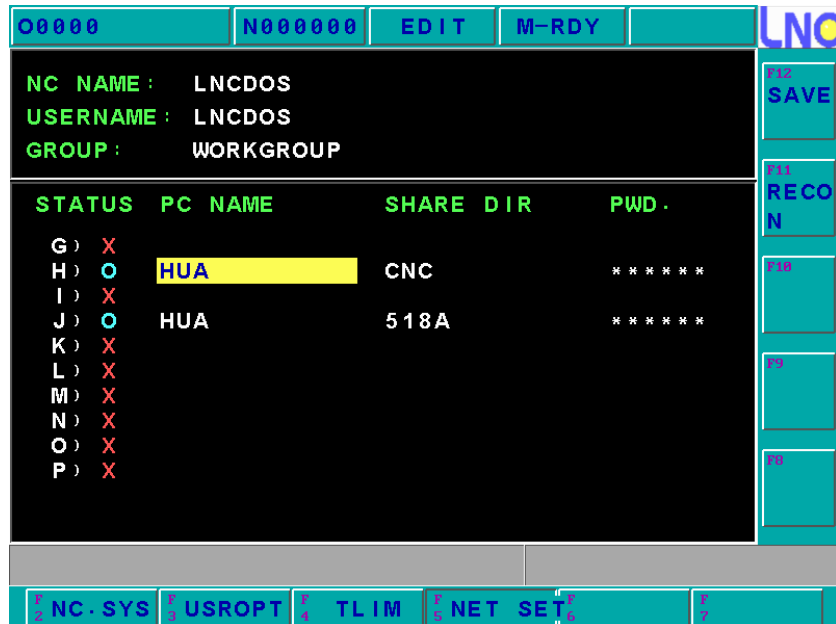 O0000 N000000 EDIT M-RDY LNC
NC NAME: LNCDOS
USERNAME: LNCDOS
GROUP: WORKGROUP
F12
SAVE
F11
RECO
N
F10
F9
F8
STATUS PC NAME SHARE DIR PWD.
G) X
H) O HUA CNC ******
I) X
J) O HUA 518A ******
K) X
L) X
M) X
N) X
O) X
P) X
F2 NC.SYS F3 USROPT F4 TLIM F5 NET SET F6 F7